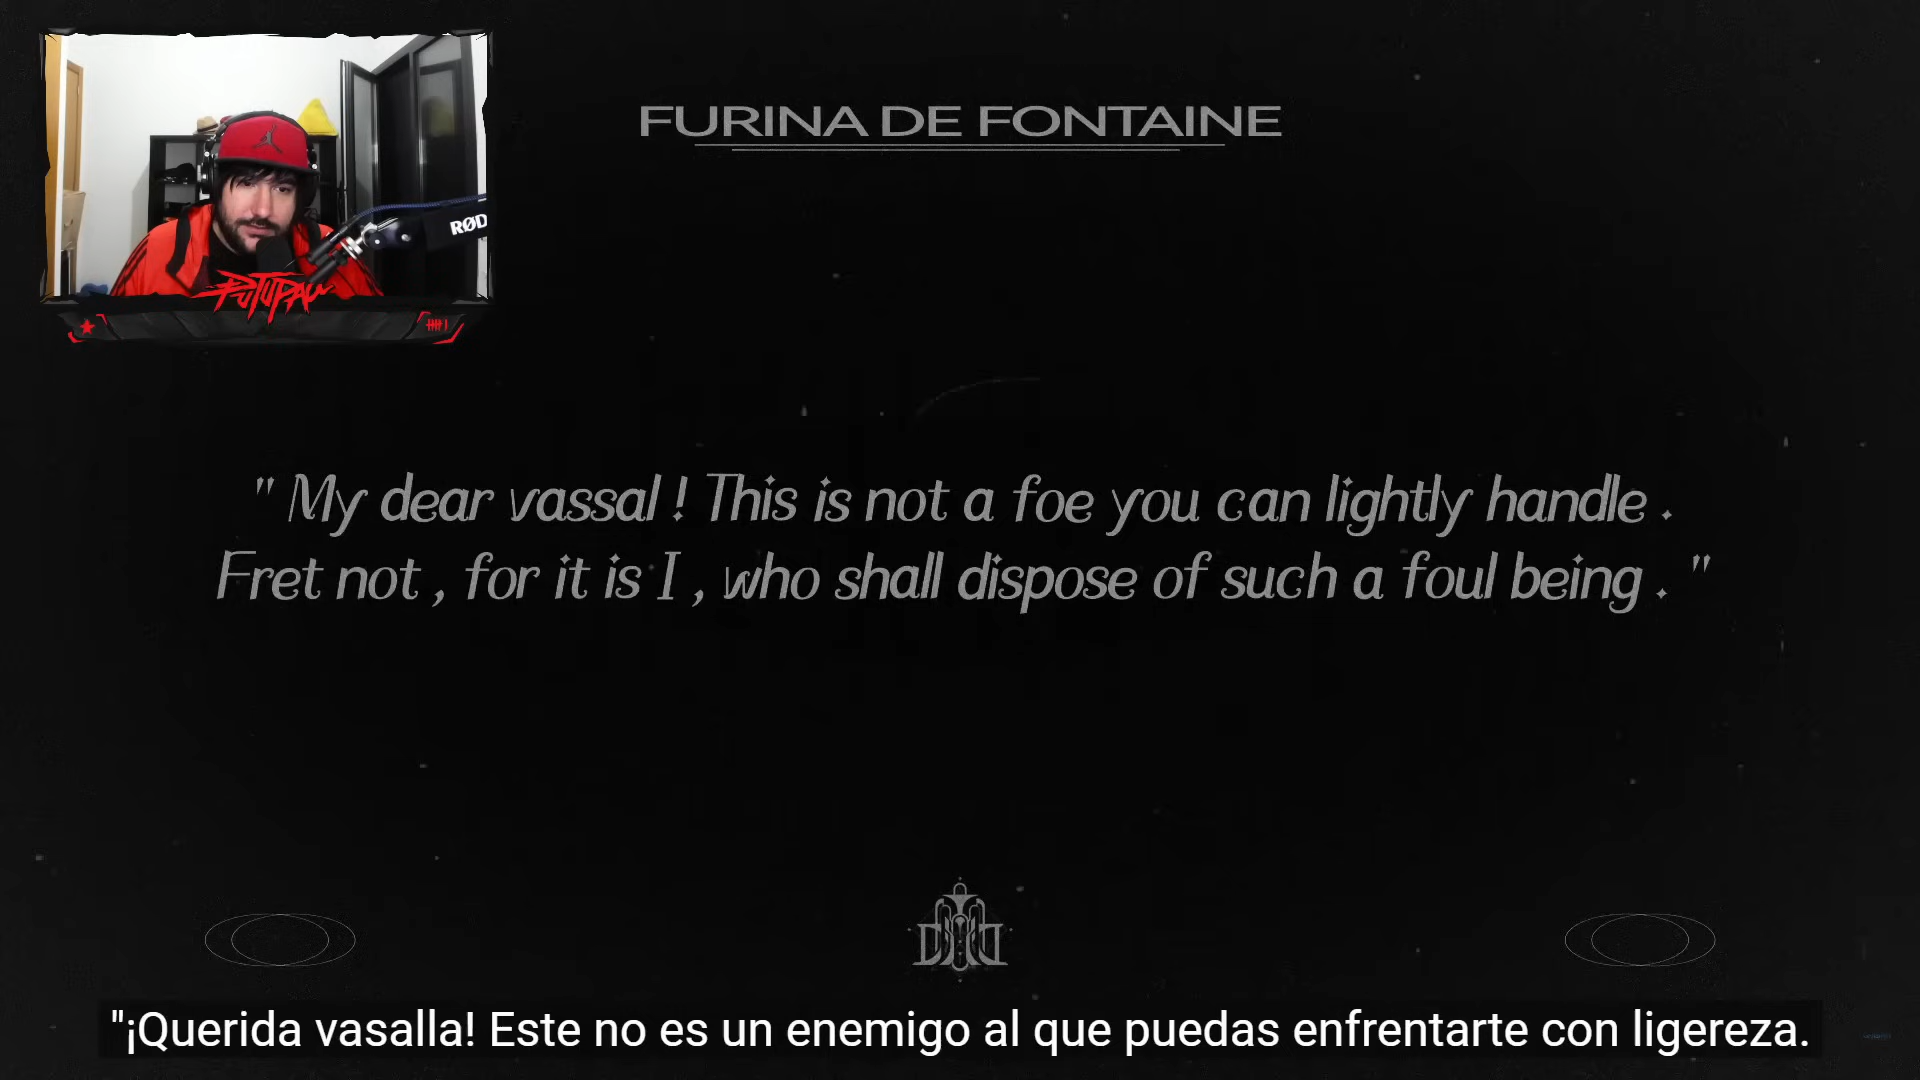 FURINA DE FONTAINE
RØD
PUTUPAU
" My dear vassal ! This is not a foe you can lightly handle .
Fret not , for it is I , who shall dispose of such a foul being . "
"¡Querida vasalla! Este no es un enemigo al que puedas enfrentarte con ligereza.